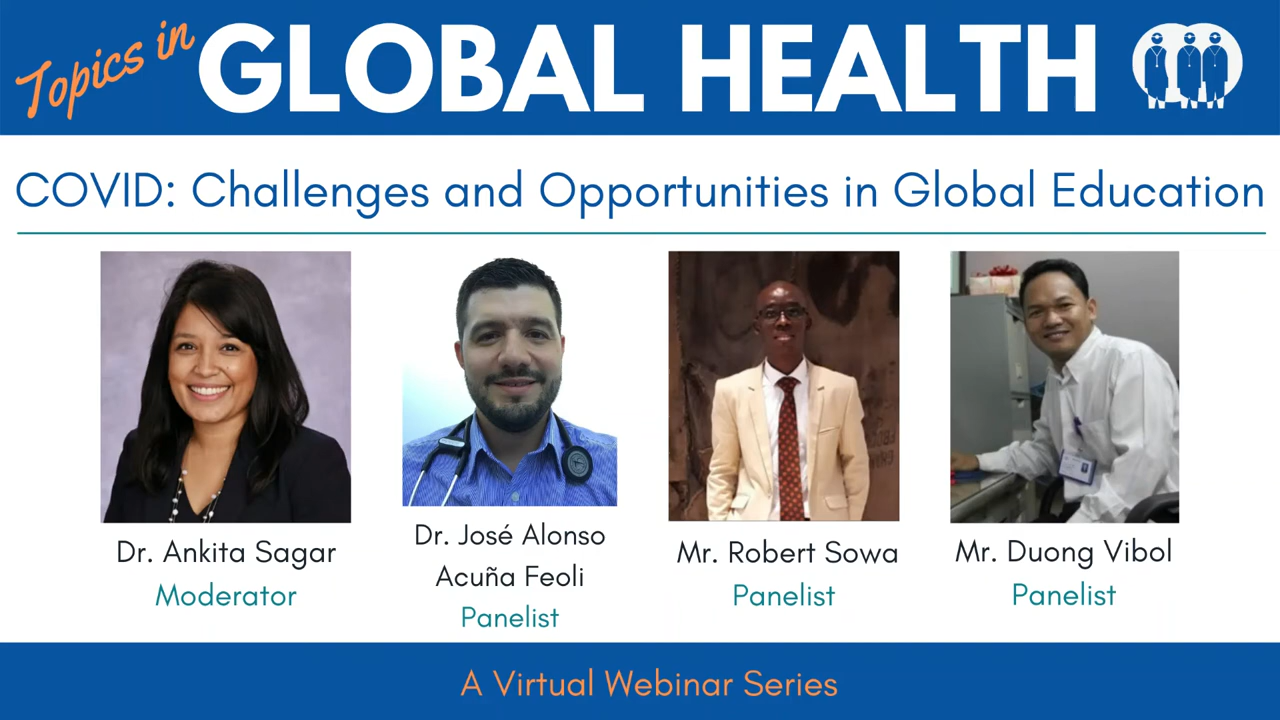 Topics in GLOBAL HEALTH
COVID: Challenges and Opportunities in Global Education
Dr. Ankita Sagar
Moderator
Dr. José Alonso
Acuña Feoli
Panelist
Mr. Robert Sowa
Panelist
Mr. Duong Vibol
Panelist
A Virtual Webinar Series